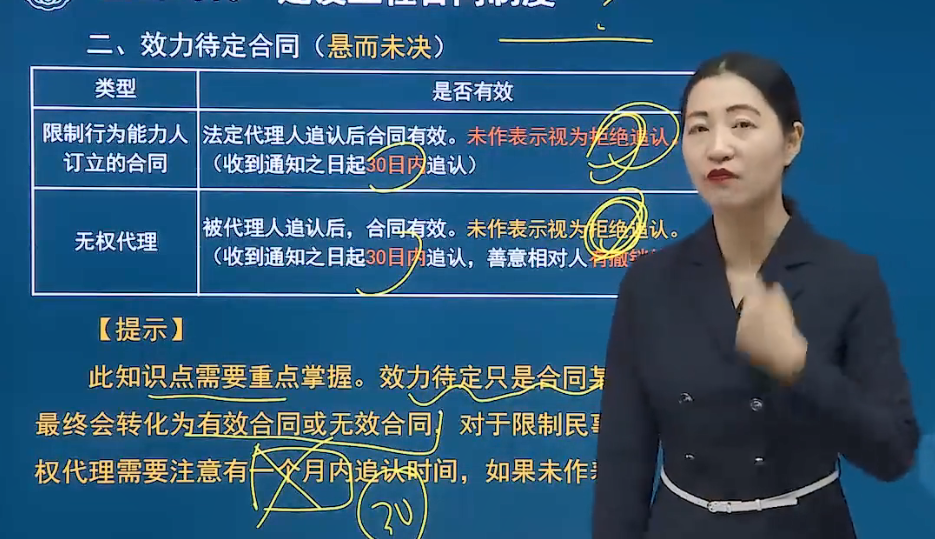 二、效力待定合同（悬而未决）
类型
是否有效
限制行为能力人
订立的合同
法定代理人追认后合同有效。未作表示视为拒绝追认。
（收到通知之日起30日内追认）
无权代理
被代理人追认后，合同有效。未作表示视为拒绝追认。
（收到通知之日起30日内追认，善意相对人有撤销
【提示】
此知识点需要重点掌握。效力待定只是合同某
最终会转化为有效合同或无效合同，对于限制民事
权代理需要注意有一个月内追认时间，如果未作表
30